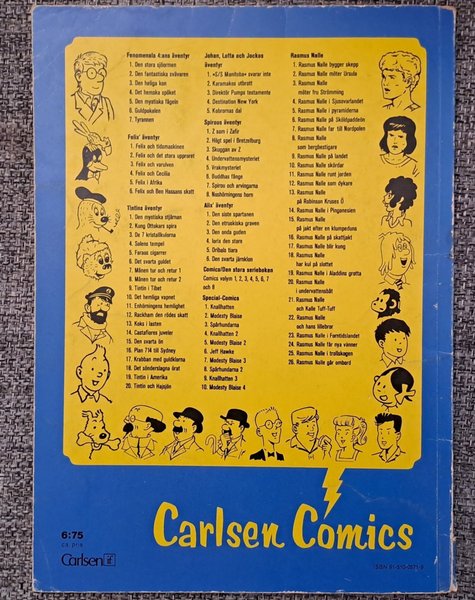 Fenomenala 4:ans äventyr
1. Den stora sjöormen
2. Den fantastiska svävaren
3. Den heliga kan
4. Det hemska spöket
5. Den mystiska fågeln
6. Guldpokalen
7. Tyrannen
Felix' äventyr
1. Felix och tidsmaskinen
2. Felix och det stora upproret
3. Felix och varulven
4. Felix och Cecilia
5. Felix i Afrika
6. Felix och Ben Hasans skatt
Tintins äventyr
1. Den mystiska stjärnan
2. Kung Ottokars spira
3. De 7 kristallkulorna
4. Solens tempel
5. Faraos cigarrer
6. Det svarta guldet
7. Månen tur och retur 1
8. Månen tur och retur 2
9. Tintin i Tibet
10. Det hemliga vapnet
11. Enhörningens hemlighet
12. Rackham den rödes skatt
13. Koks i lasten
14. Castafiores juveler
15. Den svarta ön
16. Plan 714 till Sydney
17. Krabban med guldklorna
18. Det sönderslagna örat
19. Tintin i Amerika
20. Tintin och Hajsjön
Johan, Lotta och Jockos
äventyr
1. »S/S Manitoba» svarar inte
2. Karamakos utbrott
3. Direktör Pumps testamente
4. Destination New York
5. Kobrornas dal
Spirous äventyr
1. Z som i Zafir
2. Högt spel i Bretzelburg
3. Skuggan av Z
4. Undervattensmysteriet
5. Vrakmysteriet
6. Buddhas fånge
7. Spirou och arvingarna
8. Noshörningens horn
Alix' äventyr
1. Den sista spartanen
2. Den etruskiska graven
3. Den onda guden
4. Ioria den stora
5. Oribals tiara
6. Den svarta järnklon
Comics/Den stora serieboken
Comics volym 1, 2, 3, 4, 5, 6, 7
och 8
Special-Comics
1. Knallhatten
2. Modesty Blaise
3. Spårhundarna
4. Knallhatten 2
5. Modesty Blaise 2
6. Jeff Hawke
7. Modesty Blaise 3
8. Spårhundarna 2
9. Knallhatten 3
10. Modesty Blaise 4
Rasmus Nalle
1. Rasmus Nalle bygger skepp
2. Rasmus Nalle möter Ursula
3. Rasmus Nalle
möter fru Strömming
4. Rasmus Nalle i Sjusovarlandet
5. Rasmus Nalle i pyramiderna
6. Rasmus Nalle på Sköldpaddeön
7. Rasmus Nalle far till Nordpolen
8. Rasmus Nalle
som bergbestigare
9. Rasmus Nalle på landet
10. Rasmus Nalle skördar
11. Rasmus Nalle runt jorden
12. Rasmus Nalle som dykare
13. Rasmus Nalle
på Robinson Kruses Ö
14. Rasmus Nalle i Pingonesien
15. Rasmus Nalle
på jakt efter en klumpeduns
16. Rasmus Nalle på skattjakt
17. Rasmus Nalle blir kung
18. Rasmus Nalle
har kul på slottet
19. Rasmus Nalle i Aladdins grotta
20. Rasmus Nalle
i undervattensbåt
21. Rasmus Nalle
och Kalle Tuff-Tuff
22. Rasmus Nalle
och hans lillebror
23. Rasmus Nalle i Forntidslandet
24. Rasmus Nalle får nya vänner
25. Rasmus Nalle i trollskogen
26. Rasmus Nalle går ombord
Carlsen Comics
6:75
ca pris
Carlsen if